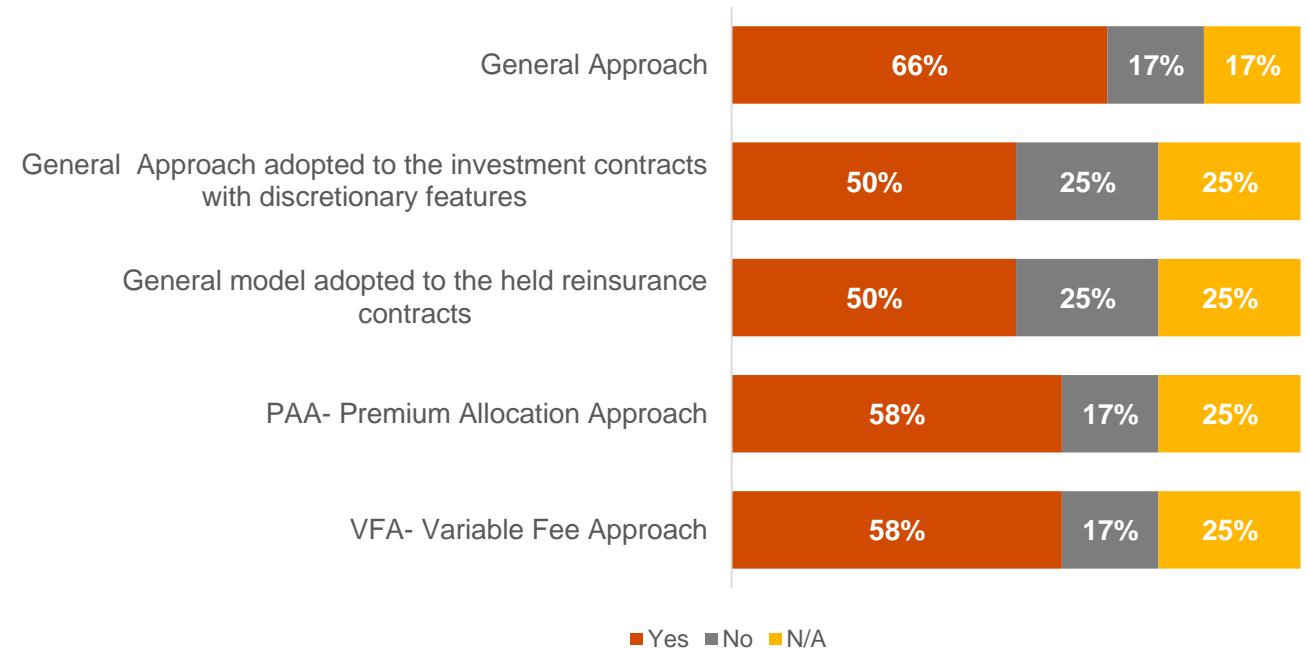 General Approach
66% 17% 17%
General  Approach adopted to the investment contracts
with discretionary features
50% 25% 25%
General model adopted to the held reinsurance
contracts
50% 25% 25%
PAA- Premium Allocation Approach
58% 17% 25%
VFA- Variable Fee Approach
58% 17% 25%
Yes No N/A